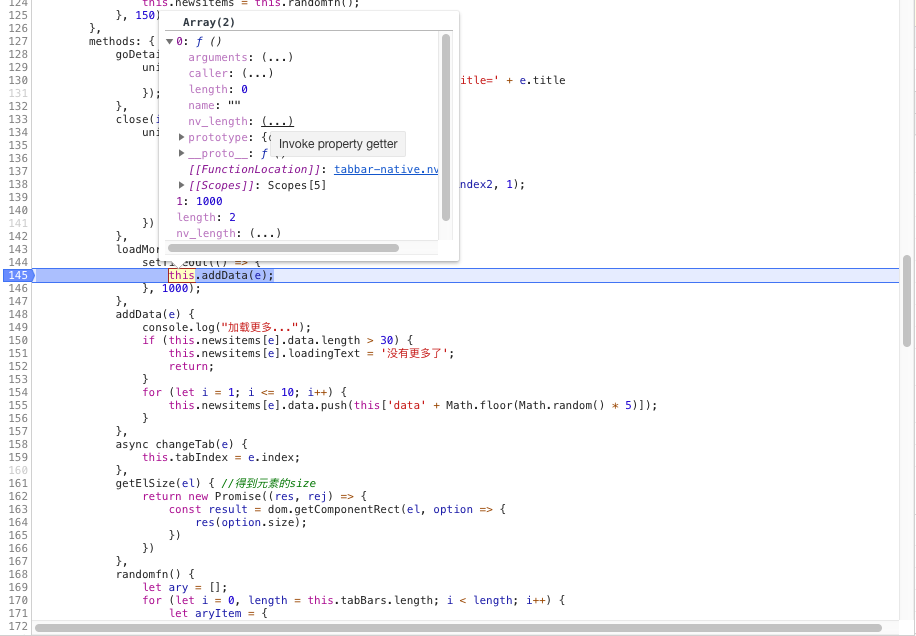 124 this.newsitems = this.randomfn();
125 }, 150)
Array(2)
126 },
127 methods: {
0: ƒ ()
128 goDetai
arguments: (...)
129 uni
caller: (...)
130 itle=' + e.title
length: 0
131 });
name: ""
132 },
133 close(i
nv_length: (...)
134 uni
prototype: {c
Invoke property getter
135
__proto__: ƒ ()
136
[[FunctionLocation]]: tabbar-native.nv
137
[[Scopes]]: Scopes[5]
138 ndex2, 1);
139
1: 1000
140
length: 2
141 })
nv_length: (...)
142 },
143 loadMor
144 setTimeout(() => {
145 this.addData(e);
146 }, 1000);
147 },
148 addData(e) {
149 console.log("加载更多...");
150 if (this.newsitems[e].data.length > 30) {
151 this.newsitems[e].loadingText = '没有更多了';
152 return;
153 }
154 for (let i = 1; i <= 10; i++) {
155 this.newsitems[e].data.push(this['data' + Math.floor(Math.random() * 5)]);
156 }
157 },
158 async changeTab(e) {
159 this.tabIndex = e.index;
160 },
161 getElSize(el) { //得到元素的size
162 return new Promise((res, rej) => {
163 const result = dom.getComponentRect(el, option => {
164 res(option.size);
165 })
166 })
167 },
168 randomfn() {
169 let ary = [];
170 for (let i = 0, length = this.tabBars.length; i < length; i++) {
171 let aryItem = {
172